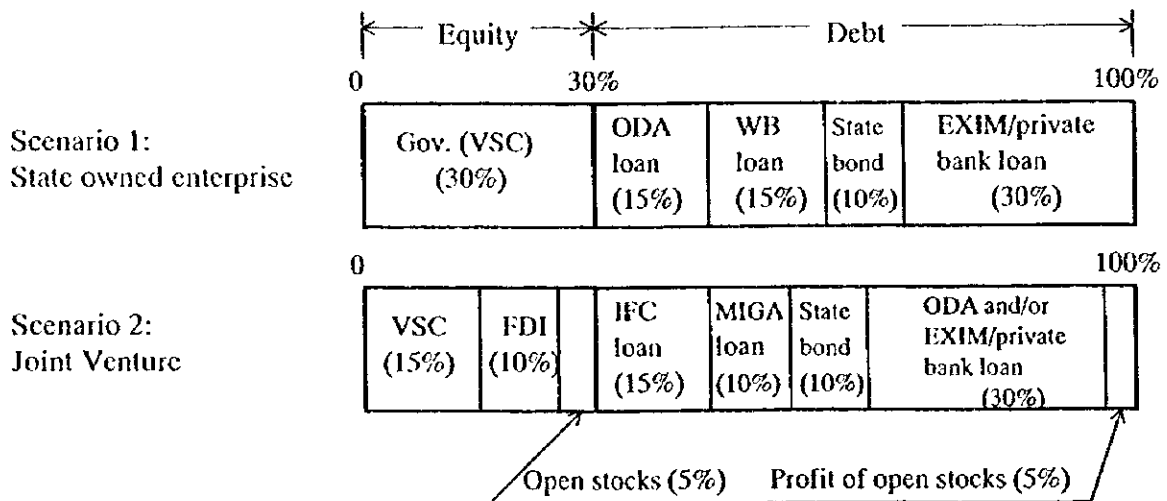 Equity Debt
0 30% 100%
Scenario 1:
State owned enterprise
Gov. (VSC)
(30%)
ODA
loan
(15%)
WB
loan
(15%)
State
bond
(10%)
EXIM/private
bank loan
(30%)
0 100%
Scenario 2:
Joint Venture
VSC
(15%)
FDI
(10%)
IFC
loan
(15%)
MIGA
loan
(10%)
State
bond
(10%)
ODA and/or
EXIM/private
bank loan
(30%)
Open stocks (5%) Profit of open stocks (5%)